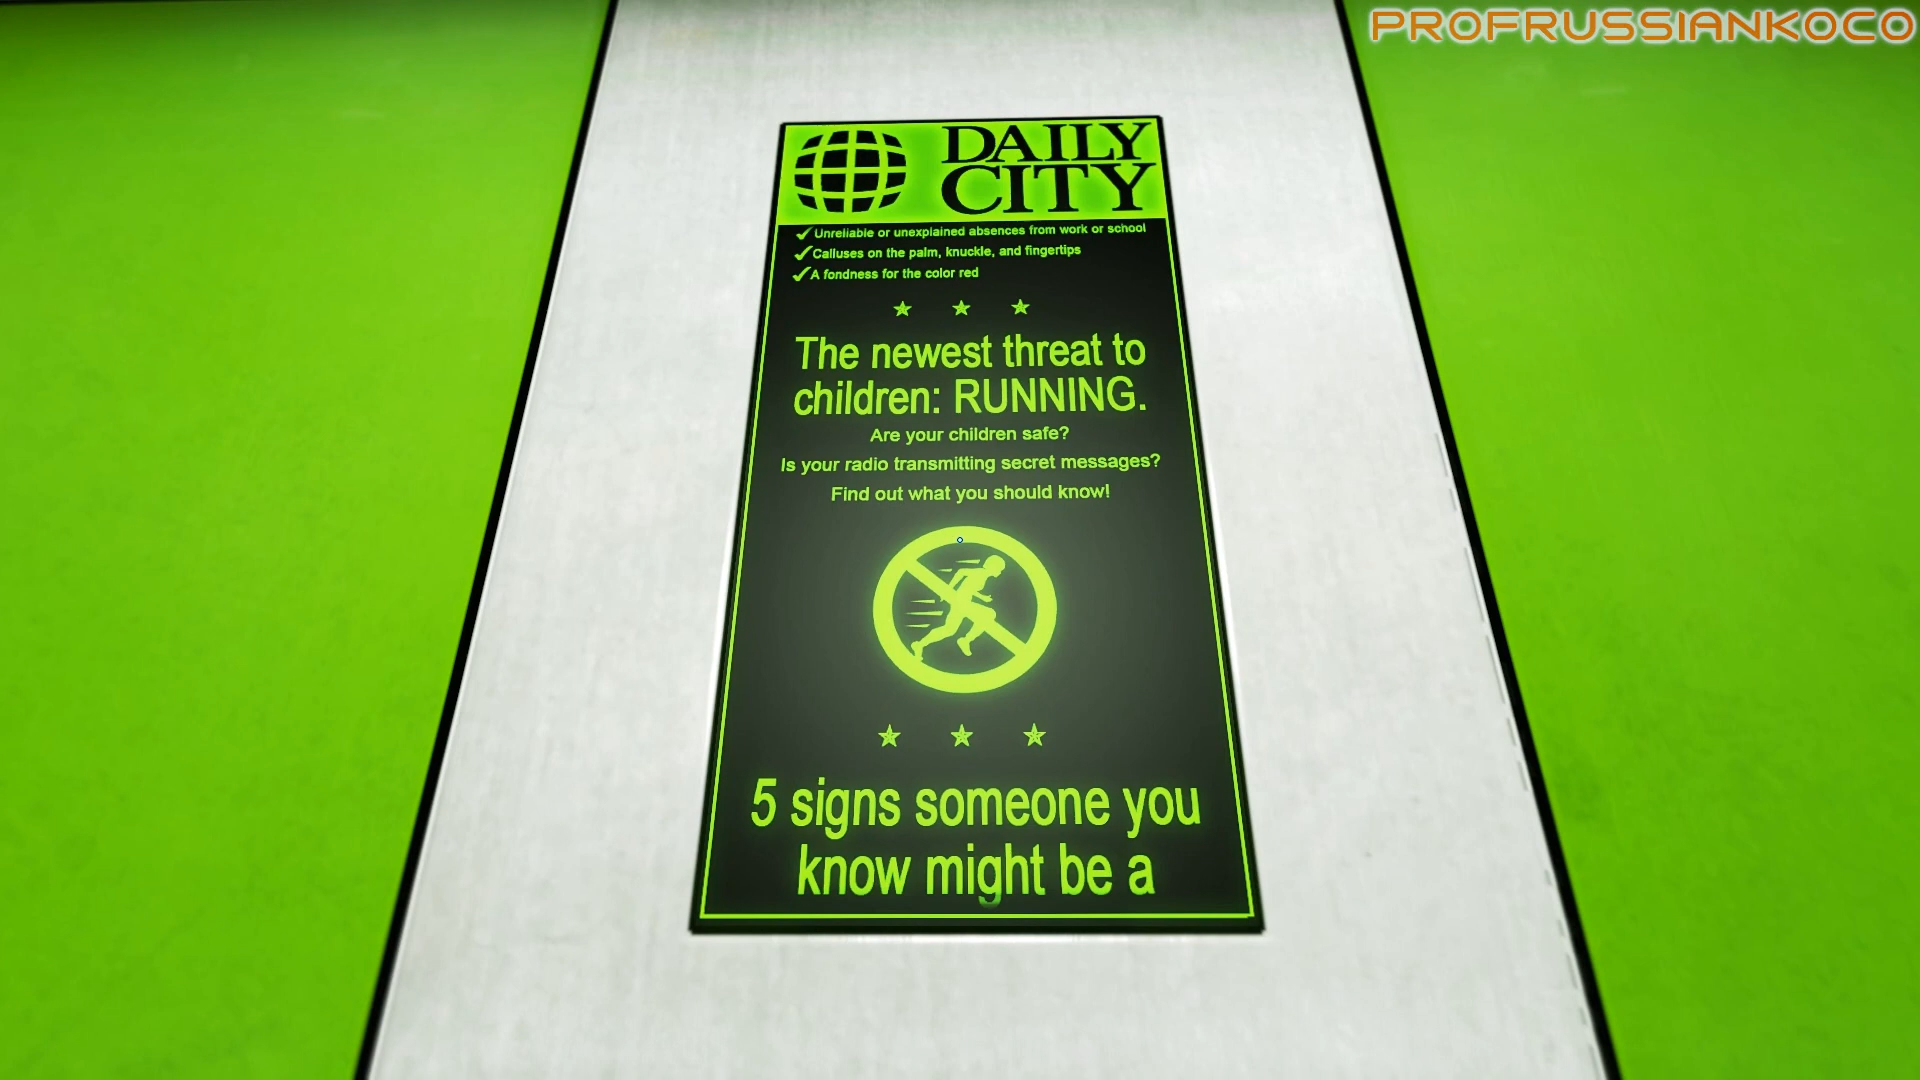 PROFRUSSIANKOCO
DAILY
CITY
Unreliable or unexplained absences from work or school
Calluses on the palm, knuckle, and fingertips
A fondness for the color red
The newest threat to
children: RUNNING.
Are your children safe?
Is your radio transmitting secret messages?
Find out what you should know!
5 signs someone you
know might be a